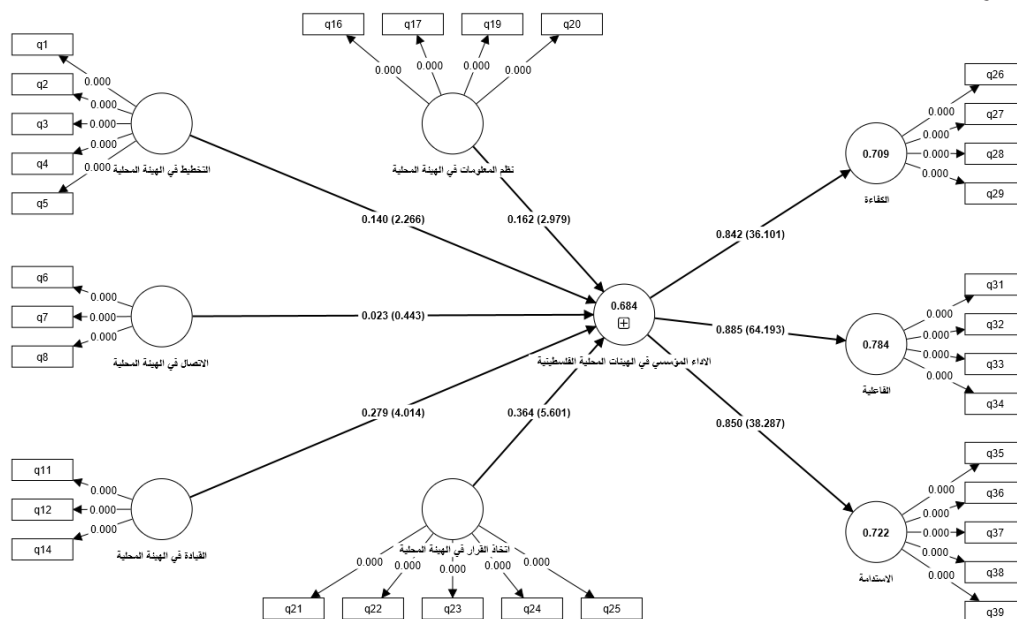 q16
q17
q19
q20
0.000
0.000
0.000
0.000
نظم المعلومات في الهيئة المحلية
q1
q2
q3
q4
q5
0.000
0.000
0.000
0.000
0.000
التخطيط في الهيئة المحلية
0.140 (2.266)
0.162 (2.979)
q6
q7
q8
0.000
0.000
0.000
الاتصال في الهيئة المحلية
0.023 (0.443)
0.684
الاداء المؤسسي في الهيئات المحلية الفلسطينية
q11
q12
q14
0.000
0.000
0.000
القيادة في الهيئة المحلية
0.279 (4.014)
0.364 (5.601)
اتخاذ القرار في الهيئة المحلية
0.000
0.000
0.000
0.000
0.000
q21
q22
q23
q24
q25
0.842 (36.101)
0.709
الكفاءة
0.000
0.000
0.000
0.000
q26
q27
q28
q29
0.885 (64.193)
0.784
الفاعلية
0.000
0.000
0.000
0.000
q31
q32
q33
q34
0.850 (38.287)
0.722
الاستدامة
0.000
0.000
0.000
0.000
0.000
q35
q36
q37
q38
q39